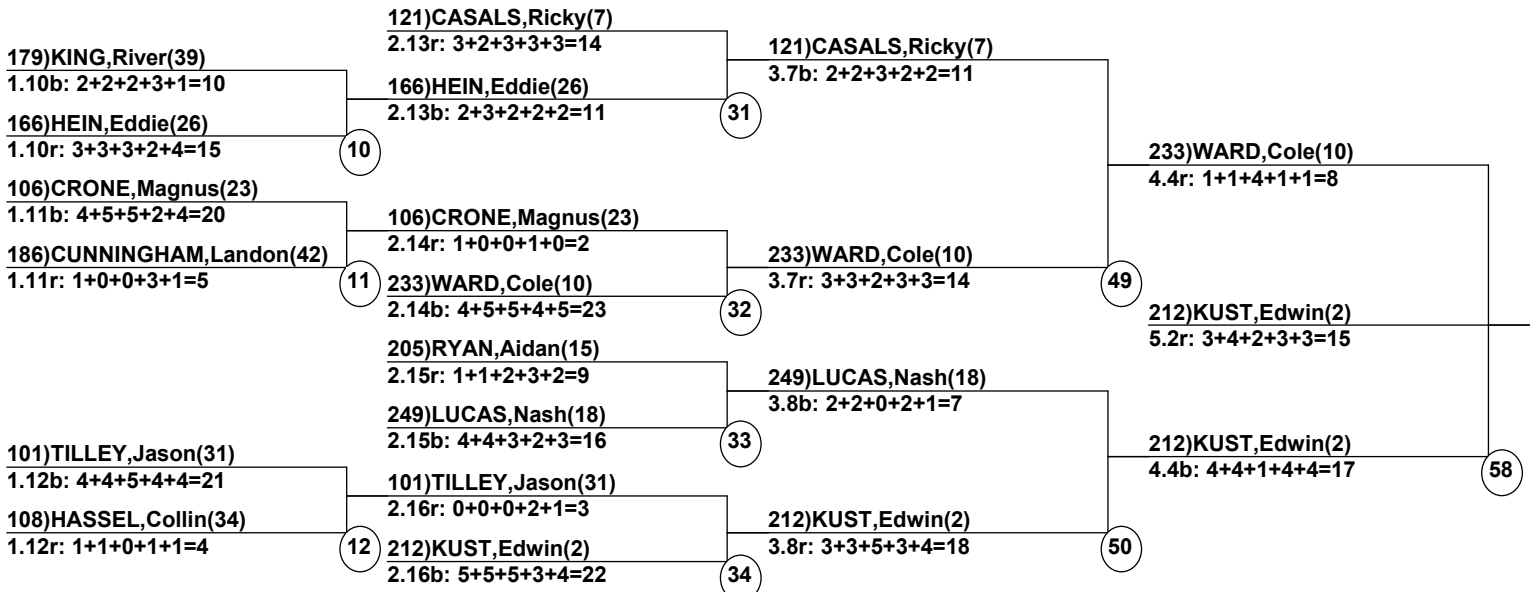 179)KING,River(39)
1.10b: 2+2+2+3+1=10
166)HEIN,Eddie(26)
1.10r: 3+3+3+2+4=15
10
106)CRONE,Magnus(23)
1.11b: 4+5+5+2+4=20
186)CUNNINGHAM,Landon(42)
1.11r: 1+0+0+3+1=5
11
101)TILLEY,Jason(31)
1.12b: 4+4+5+4+4=21
108)HASSEL,Collin(34)
1.12r: 1+1+0+1+1=4
12
121)CASALS,Ricky(7)
2.13r: 3+2+3+3+3=14
166)HEIN,Eddie(26)
2.13b: 2+3+2+2+2=11
31
106)CRONE,Magnus(23)
2.14r: 1+0+0+1+0=2
233)WARD,Cole(10)
2.14b: 4+5+5+4+5=23
32
205)RYAN,Aidan(15)
2.15r: 1+1+2+3+2=9
249)LUCAS,Nash(18)
2.15b: 4+4+3+2+3=16
33
101)TILLEY,Jason(31)
2.16r: 0+0+0+2+1=3
212)KUST,Edwin(2)
2.16b: 5+5+5+3+4=22
34
121)CASALS,Ricky(7)
3.7b: 2+2+3+2+2=11
233)WARD,Cole(10)
3.7r: 3+3+2+3+3=14
49
249)LUCAS,Nash(18)
3.8b: 2+2+0+2+1=7
212)KUST,Edwin(2)
3.8r: 3+3+5+3+4=18
50
233)WARD,Cole(10)
4.4r: 1+1+4+1+1=8
212)KUST,Edwin(2)
4.4b: 4+4+1+4+4=17
58
212)KUST,Edwin(2)
5.2r: 3+4+2+3+3=15